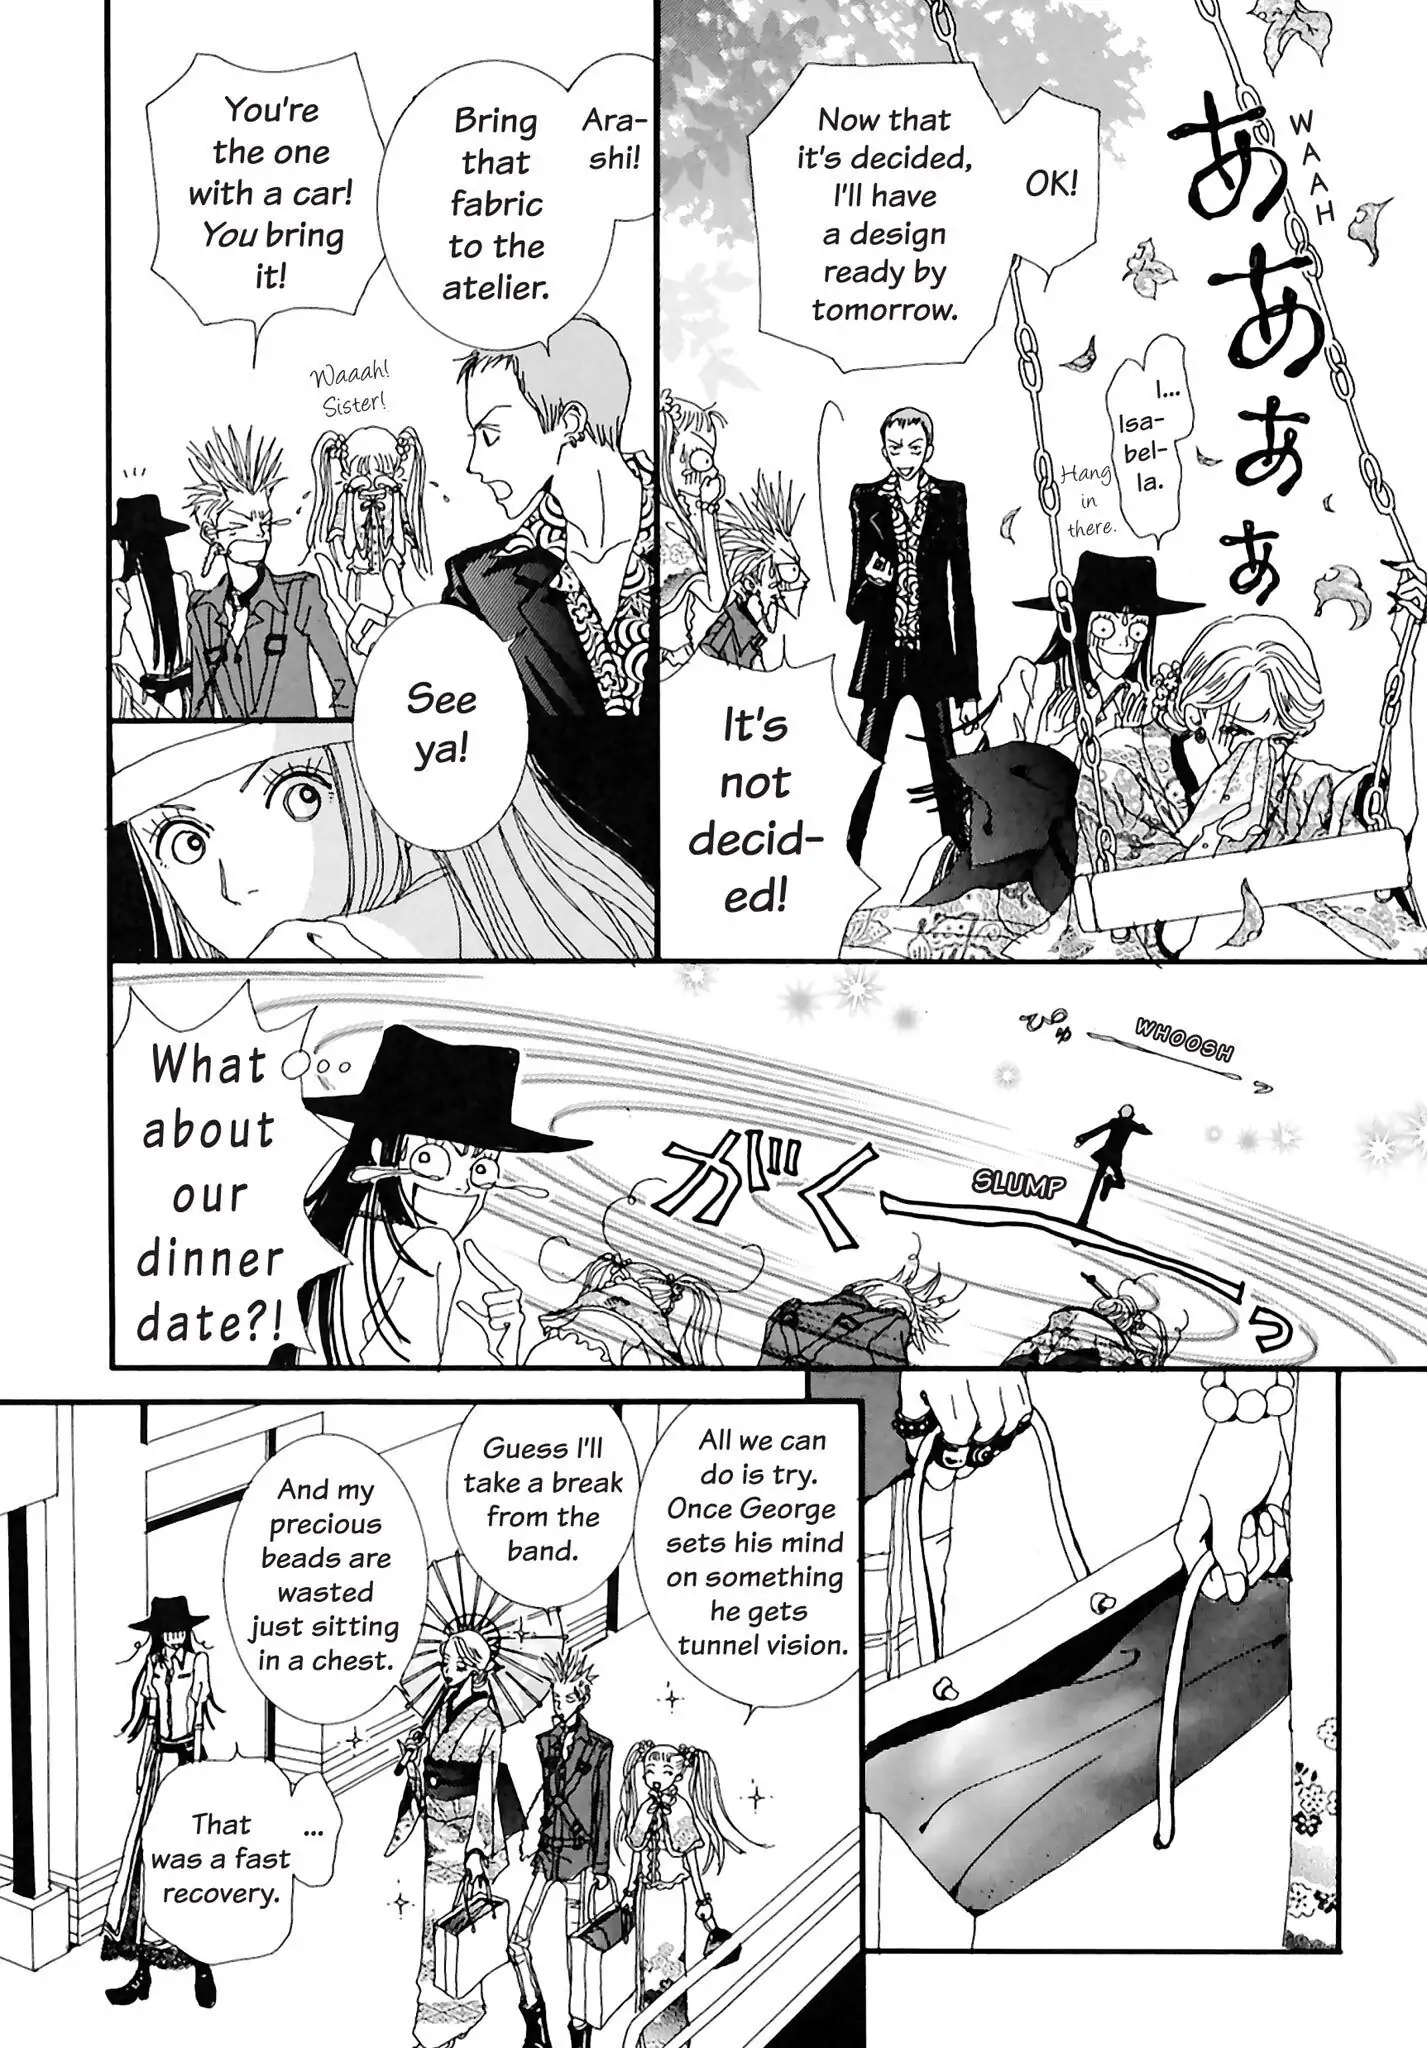 WAAH
あ
あ
あ
ぁ
OK!
Now that
it's decided,
I'll have
a design
ready by
tomorrow.
I...
Isa-
bel-
la.
Hang
in
there.
It's
not
decid-
ed!
Ara-
shi!
Bring
that
fabric
to the
atelier.
You're
the one
with a car!
You bring
it!
Waaah!
Sister!
See
ya!
WHOOSH
SLUMP
がくーっ
What
about
our
dinner
date?!
All we can
do is try.
Once George
sets his mind
on something
he gets
tunnel vision.
Guess I'll
take a break
from the
band.
And my
precious
beads are
wasted
just sitting
in a chest.
...
That
was a fast
recovery.